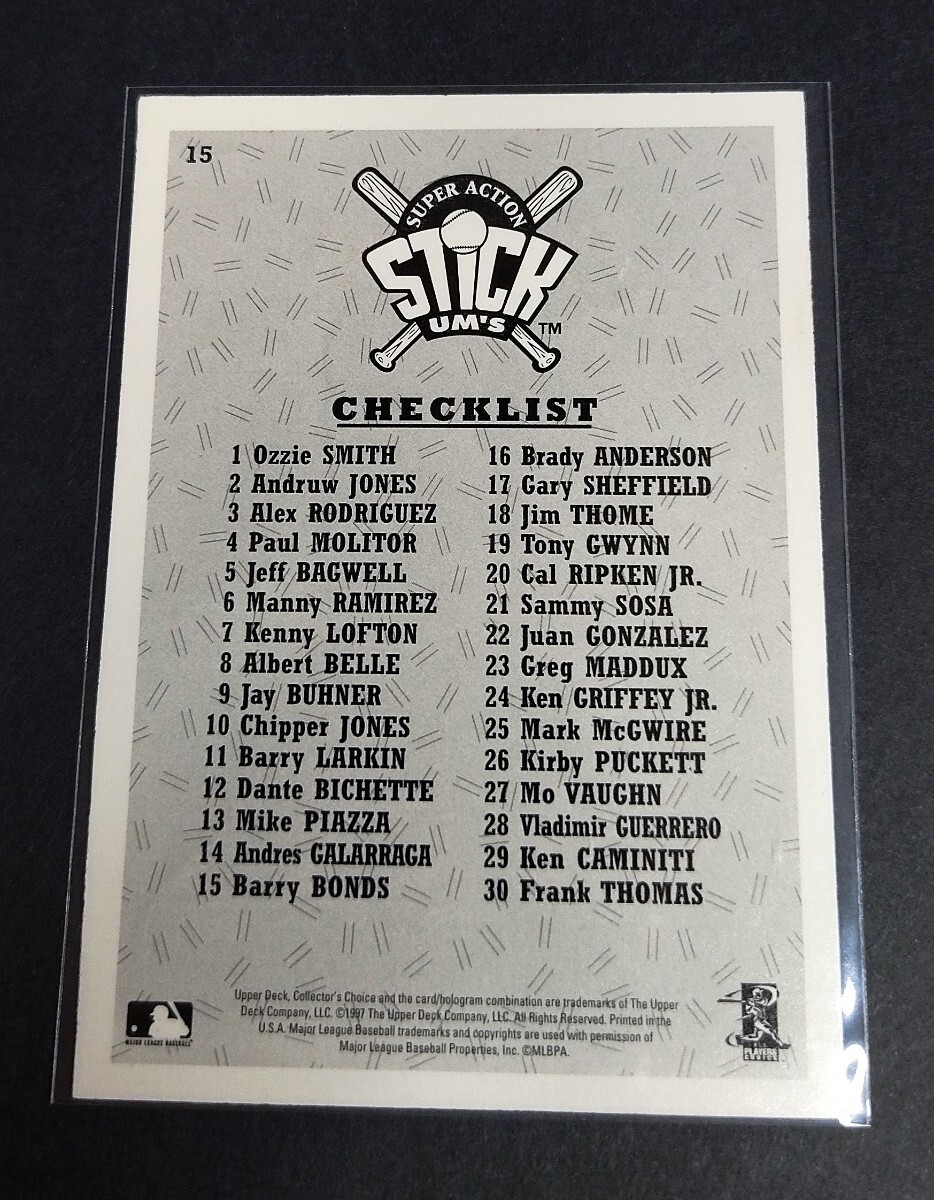 15
SUPER ACTION
STICK
UM'S TM
CHECKLIST
1 Ozzie SMITH
2 Andruw JONES
3 Alex RODRIGUEZ
4 Paul MOLITOR
5 Jeff BAGWELL
6 Manny RAMIREZ
7 Kenny LOFTON
8 Albert BELLE
9 Jay BUHNER
10 Chipper JONES
11 Barry LARKIN
12 Dante BICHETTE
13 Mike PIAZZA
14 Andres GALARRAGA
15 Barry BONDS
16 Brady ANDERSON
17 Gary SHEFFIELD
18 Jim THOME
19 Tony GWYNN
20 Cal RIPKEN JR.
21 Sammy SOSA
22 Juan GONZALEZ
23 Greg MADDUX
24 Ken GRIFFEY JR.
25 Mark McGWIRE
26 Kirby PUCKETT
27 Mo VAUGHN
28 Vladimir GUERRERO
29 Ken CAMINITI
30 Frank THOMAS
Upper Deck, Collector's Choice and the card/hologram combination are trademarks of The Upper
Deck Company, LLC. ©1997 The Upper Deck Company, LLC. All Rights Reserved. Printed in the
U.S.A. Major League Baseball trademarks and copyrights are used with permission of
Major League Baseball Properties, Inc. ©MLBPA.
MAJOR LEAGUE BASEBALL
PLAYERS
CHOICE